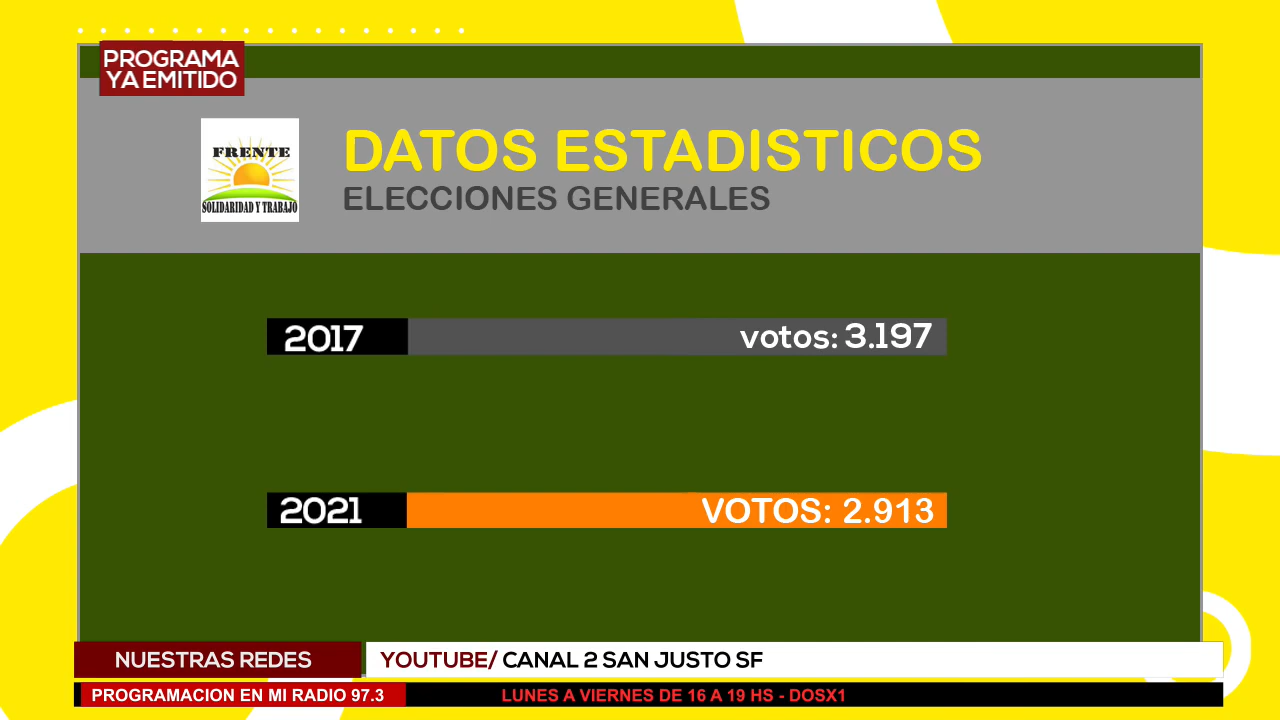 PROGRAMA
YA EMITIDO
FRENTE
SOLIDARIDAD Y TRABAJO
DATOS ESTADISTICOS
ELECCIONES GENERALES
2017 votos: 3.197
2021 VOTOS: 2.913
NUESTRAS REDES YOUTUBE/ CANAL 2 SAN JUSTO SF
PROGRAMACION EN MI RADIO 97.3 LUNES A VIERNES DE 16 A 19 HS - DOSX1